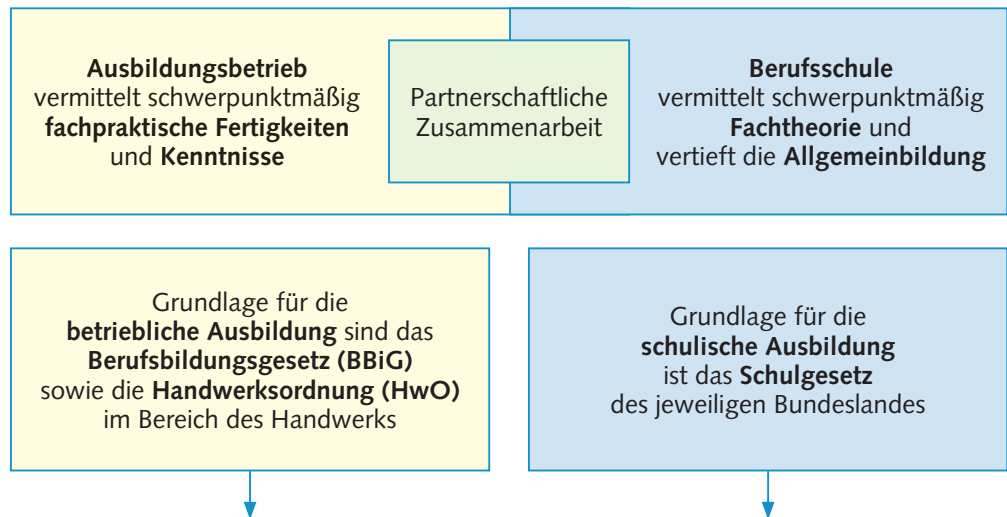 Ausbildungsbetrieb
vermittelt schwerpunktmäßig
fachpraktische Fertigkeiten
und Kenntnisse
Partnerschaftliche
Zusammenarbeit
Berufsschule
vermittelt schwerpunktmäßig
Fachtheorie und
vertieft die Allgemeinbildung
Grundlage für die
betriebliche Ausbildung sind das
Berufsbildungsgesetz (BBiG)
sowie die Handwerksordnung (HwO)
im Bereich des Handwerks
Grundlage für die
schulische Ausbildung
ist das Schulgesetz
des jeweiligen Bundeslandes